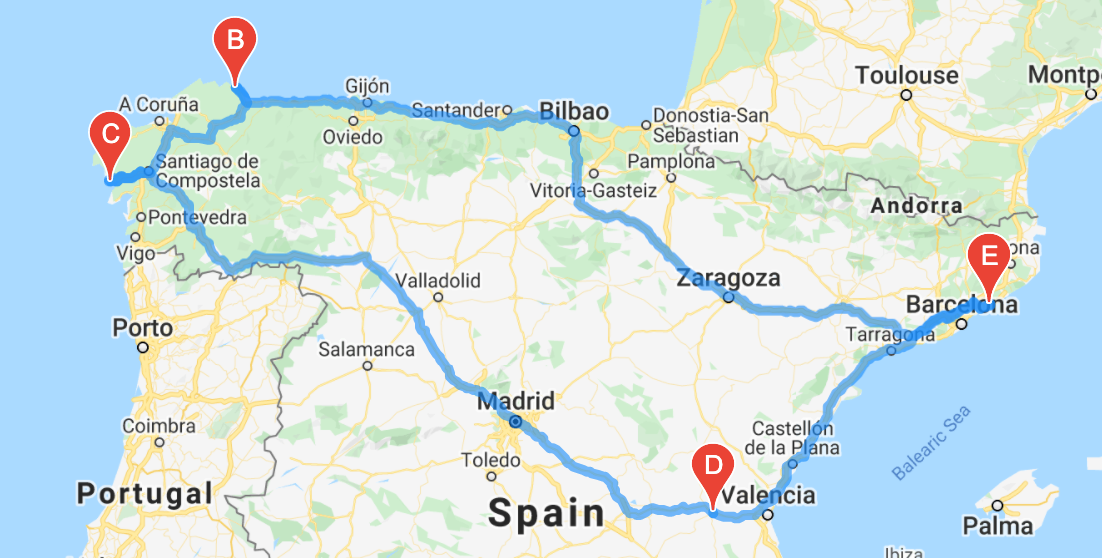 B
Toulouse
Montp
A Coruña
Gijón
Santander
Bilbao
Donostia-San
Sebastian
C
Oviedo
Santiago de
Compostela
Pamplona
Vitoria-Gasteiz
Andorra
Pontevedra
Vigo
E
ona
Valladolid
Zaragoza
Barcelona
Porto
Tarragona
Salamanca
Madrid
Coimbra
Castellón
de la Plana
Balearic Sea
Toledo
D
Portugal
Valencia
Spain
Palma
Ibiza